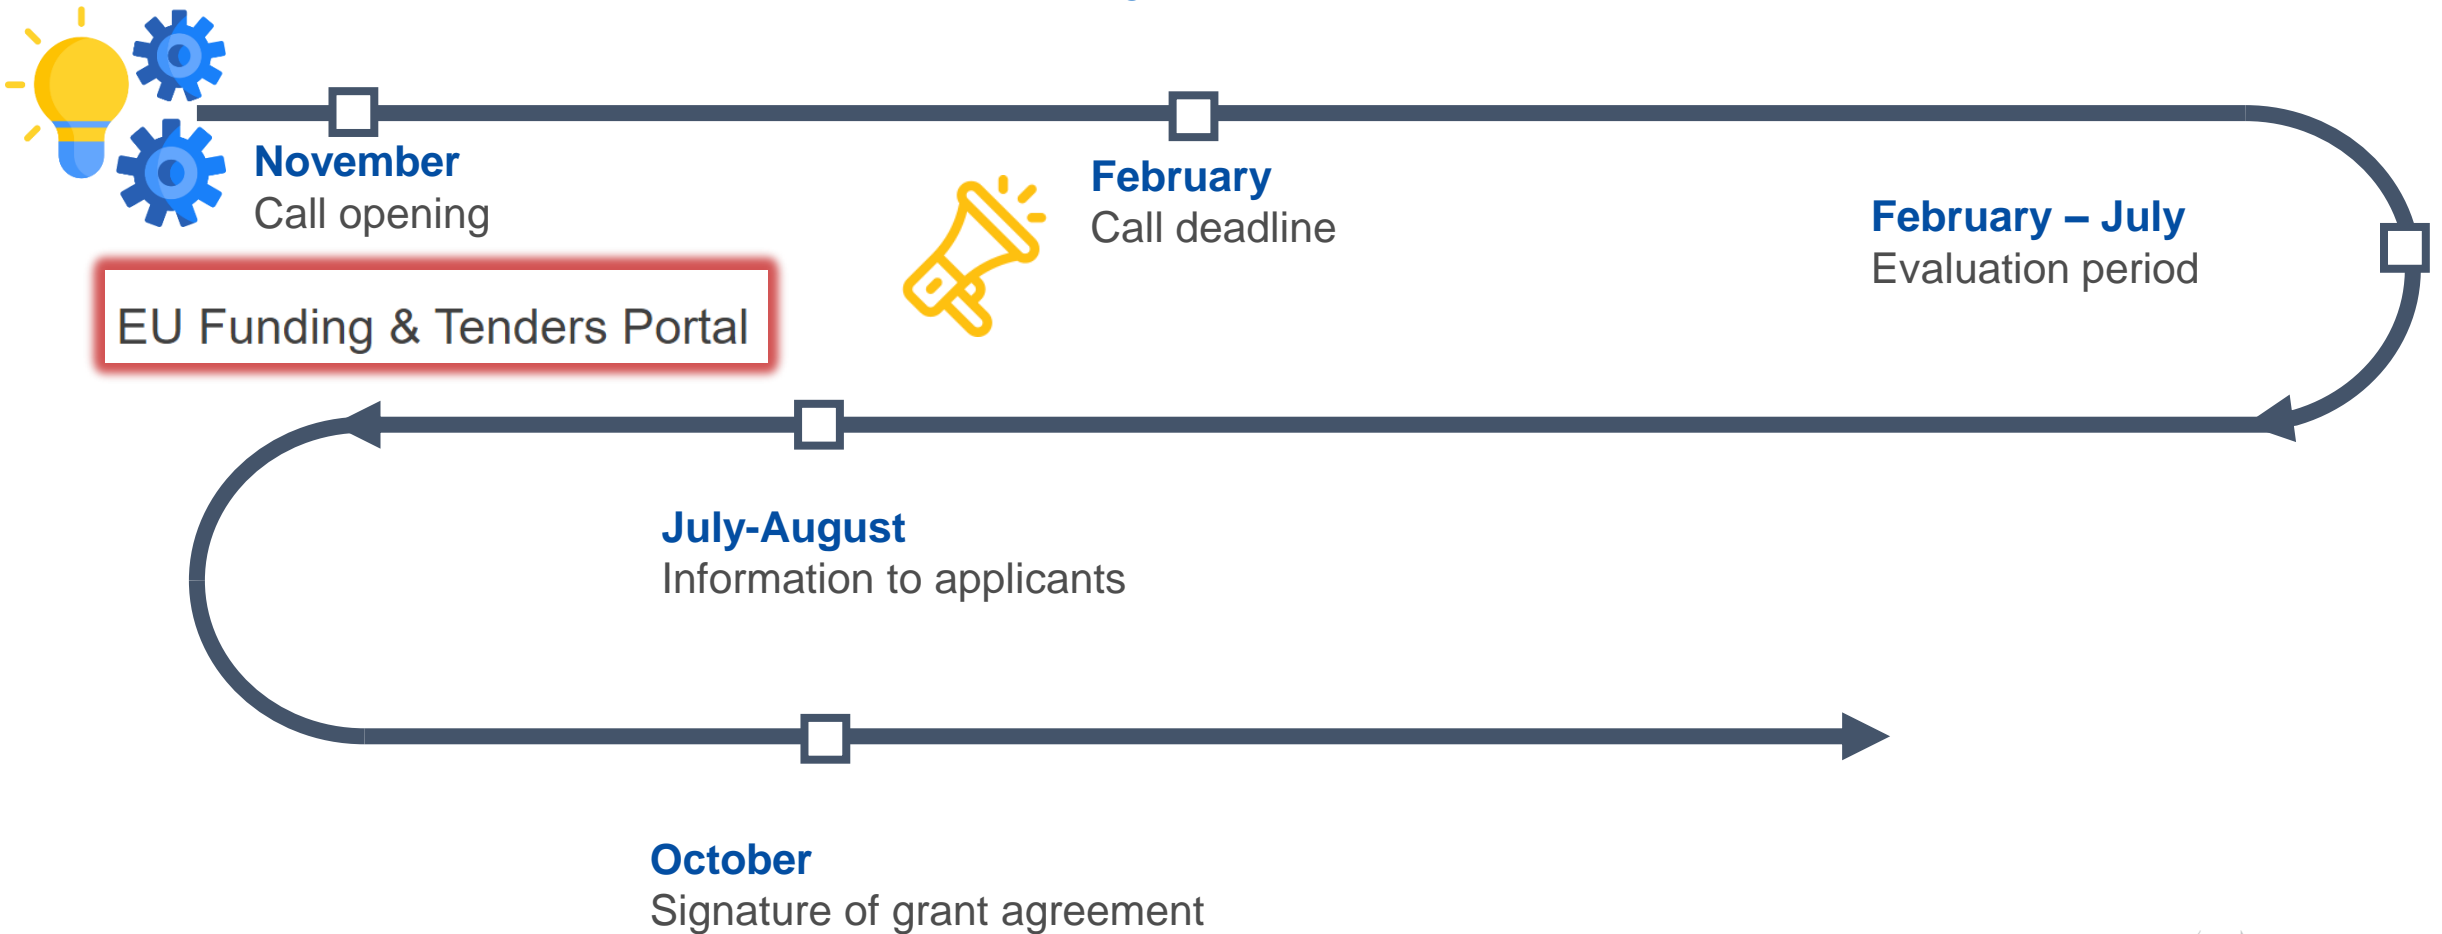 November
Call opening
EU Funding & Tenders Portal
February
Call deadline
February – July
Evaluation period
July-August
Information to applicants
October
Signature of grant agreement